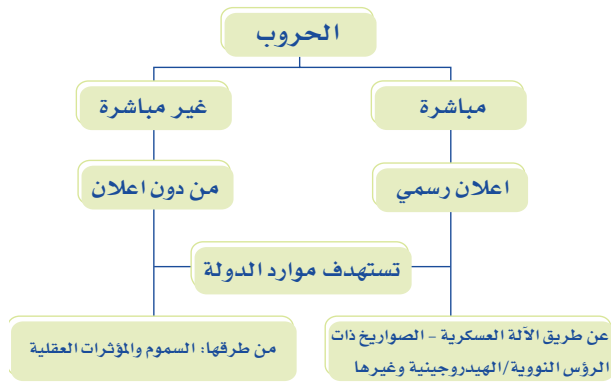 الحروب
مباشرة
غير مباشرة
اعلان رسمي
من دون اعلان
تستهدف موارد الدولة
عن طريق الآلة العسكرية – الصواريخ ذات
الرؤس النووية/الهيدروجينية وغيرها
من طرقها: السموم والمؤثرات العقلية